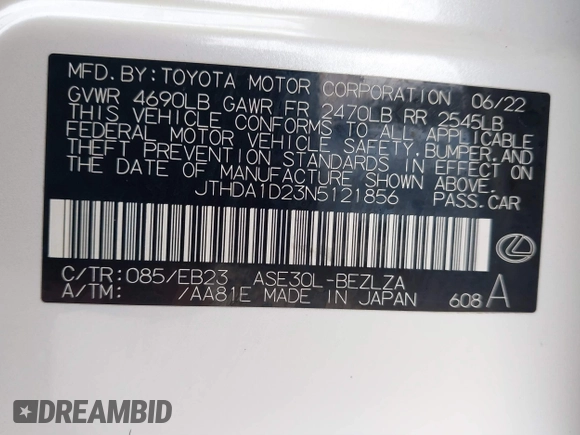 MFD. BY: TOYOTA MOTOR CORPORATION 06/22
GVWR 4690LB GAWR FR 2470LB RR 2545LB
THIS VEHICLE CONFORMS TO ALL APPLICABLE
FEDERAL MOTOR VEHICLE SAFETY, BUMPER, AND
THEFT PREVENTION STANDARDS IN EFFECT ON
THE DATE OF MANUFACTURE SHOWN ABOVE.
JTHDA1D23N5121856 PASS. CAR
C/TR: 085/EB23 ASE30L-BEZLZA
A/TM: /AA81E MADE IN JAPAN 608 A
DREAMBID